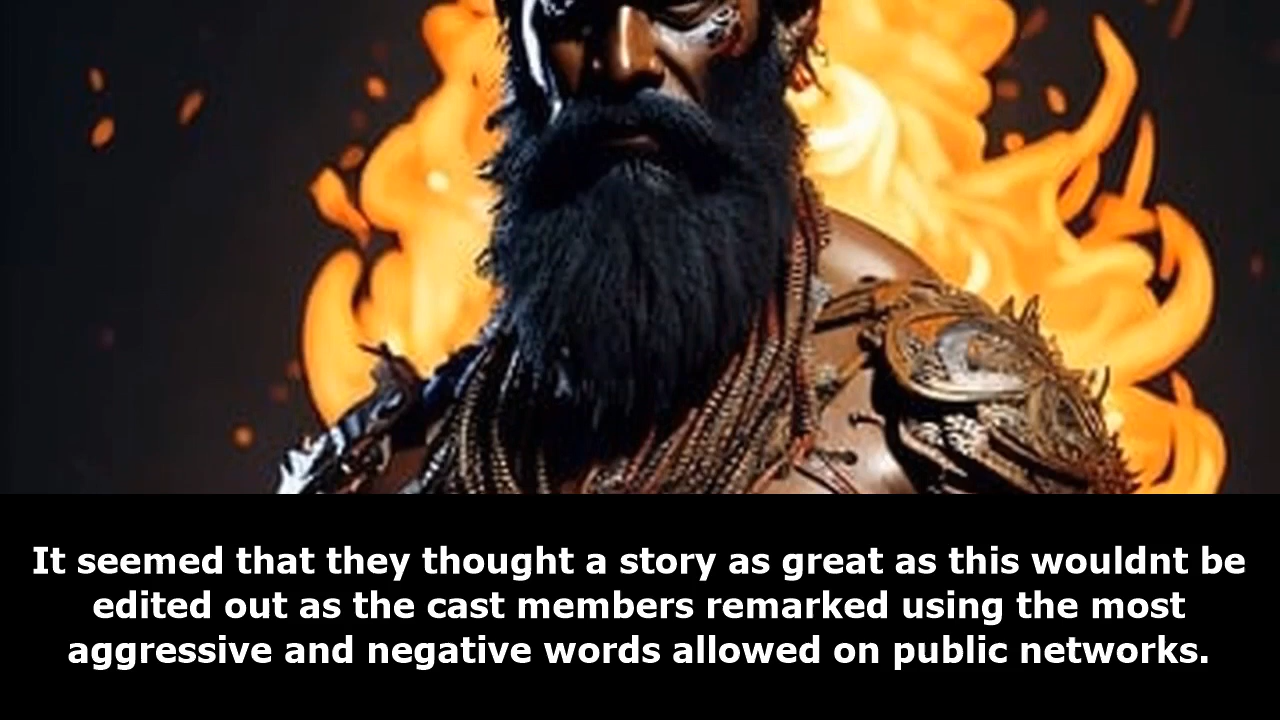 It seemed that they thought a story as great as this wouldnt be
edited out as the cast members remarked using the most
aggressive and negative words allowed on public networks.